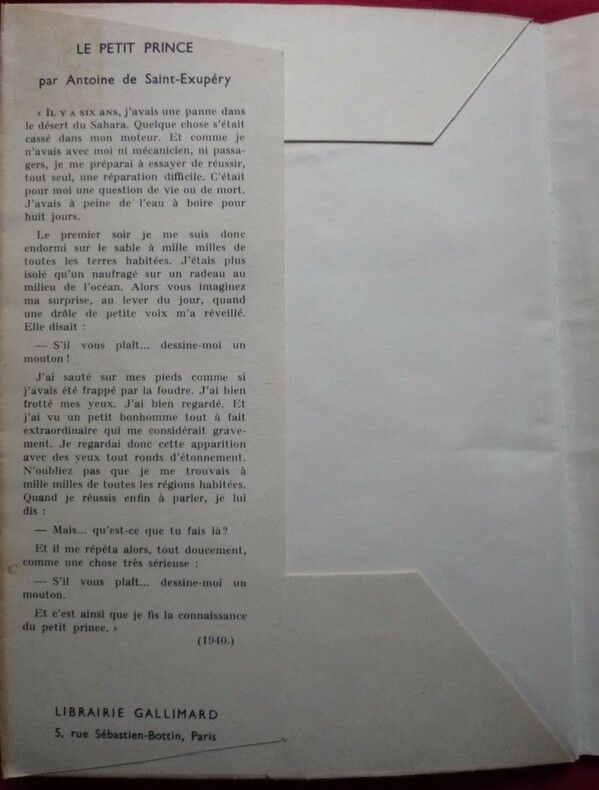 LE PETIT PRINCE
par Antoine de Saint-Exupéry
« IL Y A SIX ANS, j'avais une panne dans
le désert du Sahara. Quelque chose s'était
cassé dans mon moteur. Et comme je
n'avais avec moi ni mécanicien, ni passa-
gers, je me préparai à essayer de réussir,
tout seul, une réparation difficile. C'était
pour moi une question de vie ou de mort.
J'avais à peine de l'eau à boire pour
huit jours.
Le premier soir je me suis donc
endormi sur le sable à mille milles de
toutes les terres habitées. J'étais plus
isolé qu'un naufragé sur un radeau au
milieu de l'océan. Alors vous imaginez
ma surprise, au lever du jour, quand
une drôle de petite voix m'a réveillé.
Elle disait :
— S'il vous plaît... dessine-moi un
mouton !
J'ai sauté sur mes pieds comme si
j'avais été frappé par la foudre. J'ai bien
frotté mes yeux. J'ai bien regardé. Et
j'ai vu un petit bonhomme tout à fait
extraordinaire qui me considérait grave-
ment. Je regardai donc cette apparition
avec des yeux tout ronds d'étonnement.
N'oubliez pas que je me trouvais à
mille milles de toutes les régions habitées.
Quand je réussis enfin à parler, je lui
dis :
— Mais... qu'est-ce que tu fais là?
Et il me répéta alors, tout doucement,
comme une chose très sérieuse :
— S'il vous plaît... dessine-moi un
mouton.
Et c'est ainsi que je fis la connaissance
du petit prince. »
(1940.)
LIBRAIRIE GALLIMARD
5, rue Sébastien-Bottin, Paris